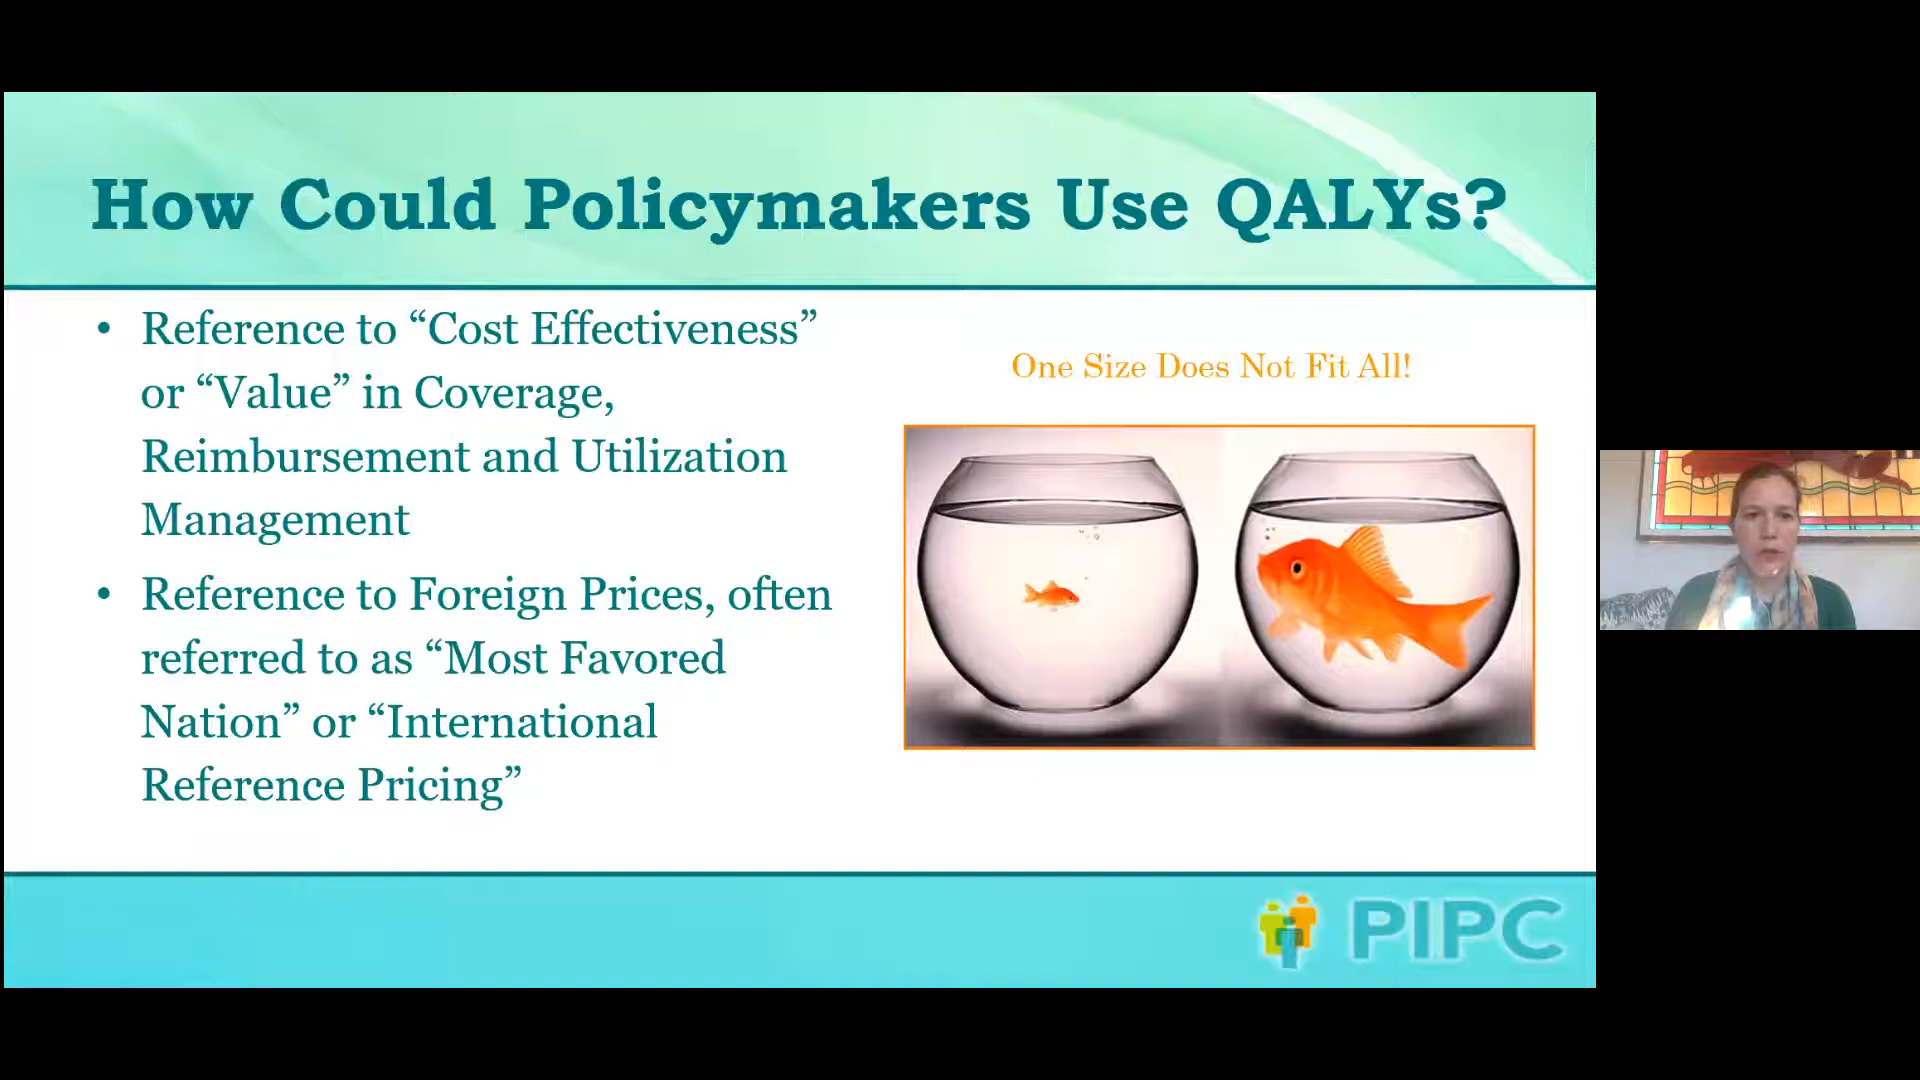 How Could Policymakers Use QALYs?
• Reference to “Cost Effectiveness”
or “Value” in Coverage,
Reimbursement and Utilization
Management
• Reference to Foreign Prices, often
referred to as “Most Favored
Nation” or “International
Reference Pricing”
One Size Does Not Fit All!
PIPC